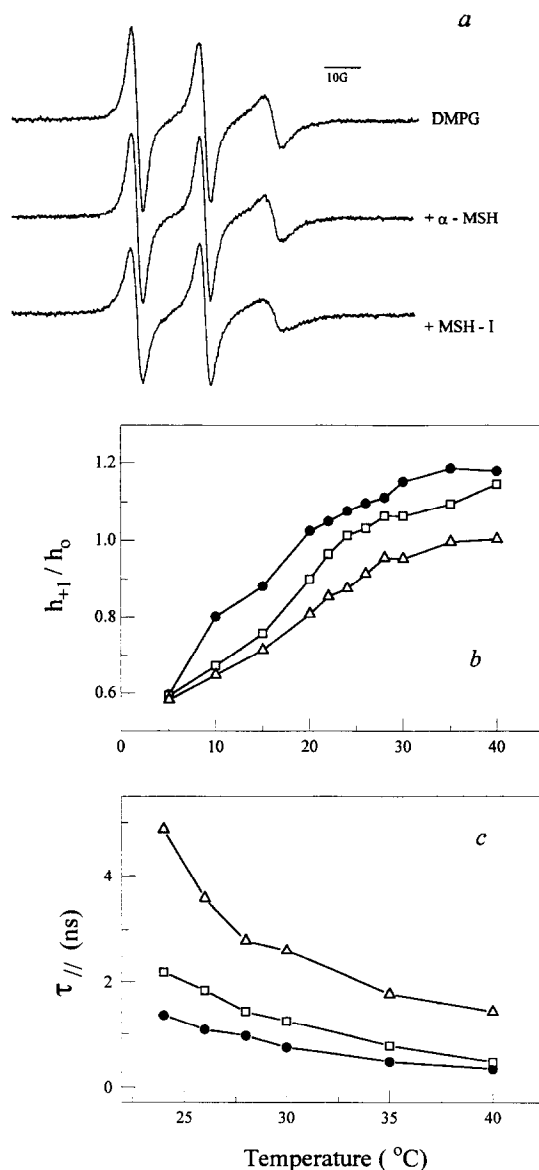 a
10G
DMPG
+ α - MSH
+ MSH - I
h+1 / ho
1.2
1.0
0.8
0.6
b
0
10
20
30
40
τ// (ns)
4
2
0
c
25
30
35
40
Temperature ( °C)